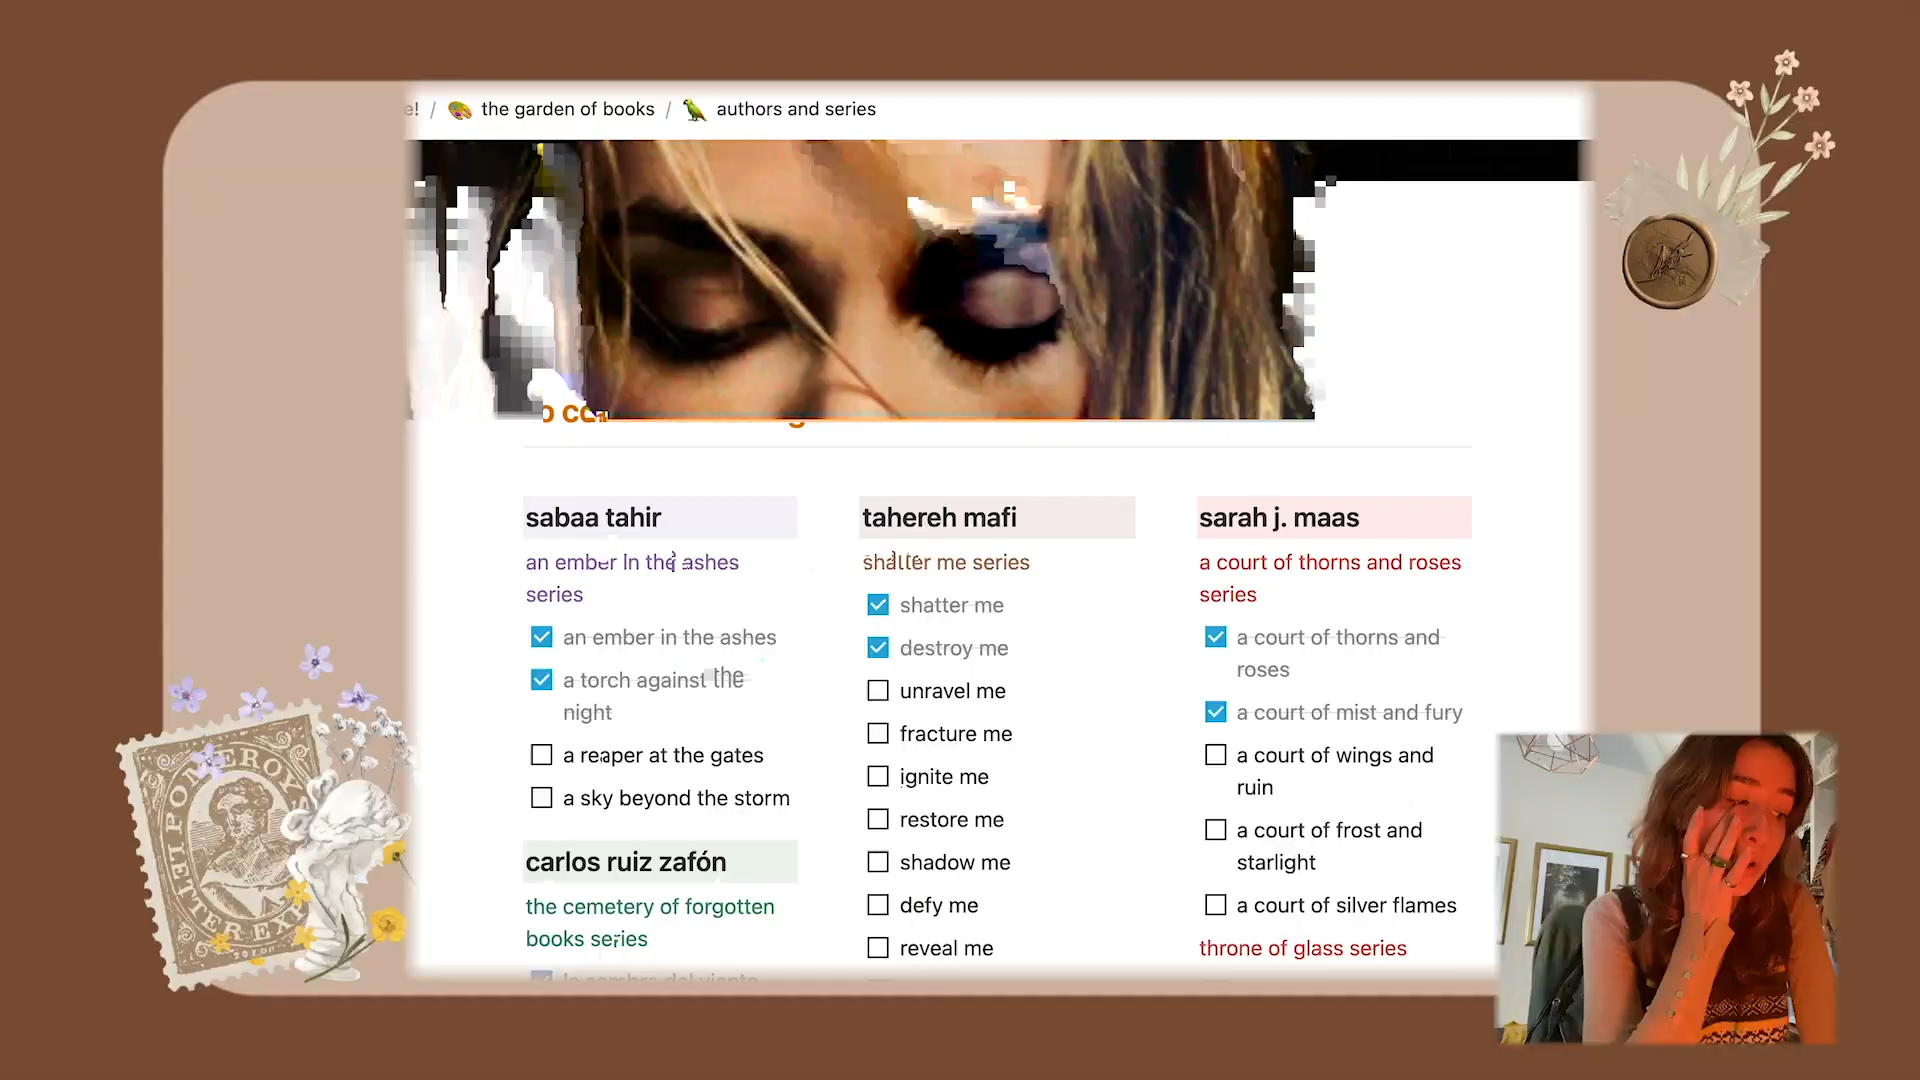 e! / the garden of books / authors and series
sabaa tahir
an ember in the ashes
series
an ember in the ashes
a torch against the
night
a reaper at the gates
a sky beyond the storm
carlos ruiz zafón
the cemetery of forgotten
books series
la sombra del viento
tahereh mafi
shatter me series
shatter me
destroy me
unravel me
fracture me
ignite me
restore me
shadow me
defy me
reveal me
sarah j. maas
a court of thorns and roses
series
a court of thorns and
roses
a court of mist and fury
a court of wings and
ruin
a court of frost and
starlight
a court of silver flames
throne of glass series
POMEROY